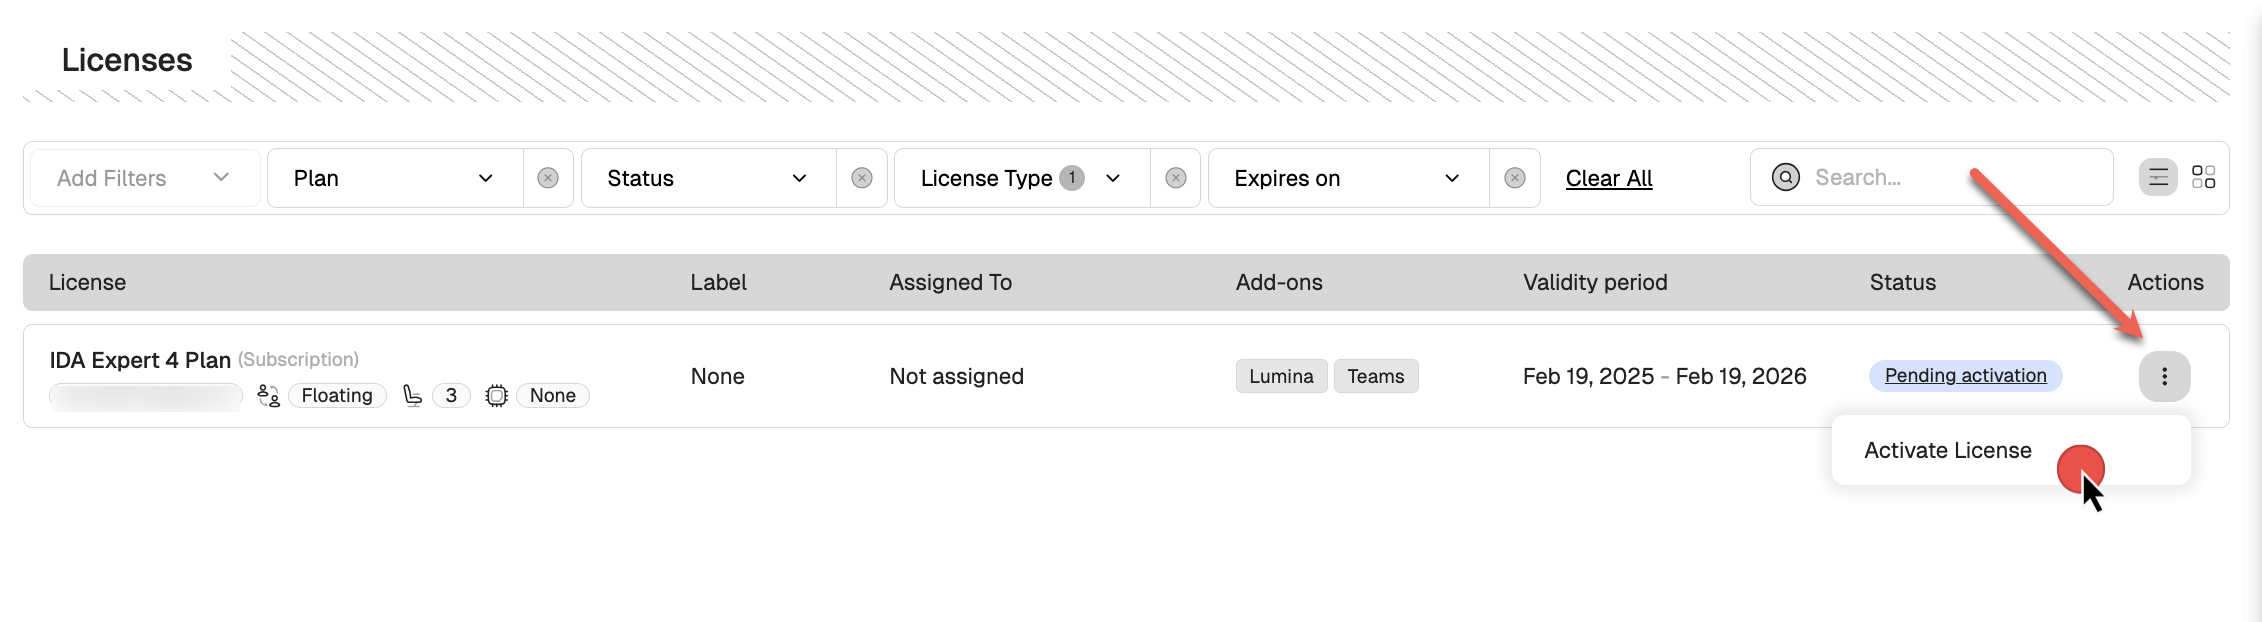 Licenses
Add Filters Plan Status License Type 1 Expires on Clear All Search...
License Label Assigned To Add-ons Validity period Status Actions
IDA Expert 4 Plan (Subscription)
None Not assigned Lumina Teams Feb 19, 2025 - Feb 19, 2026 Pending activation
Floating 3 None
Activate License